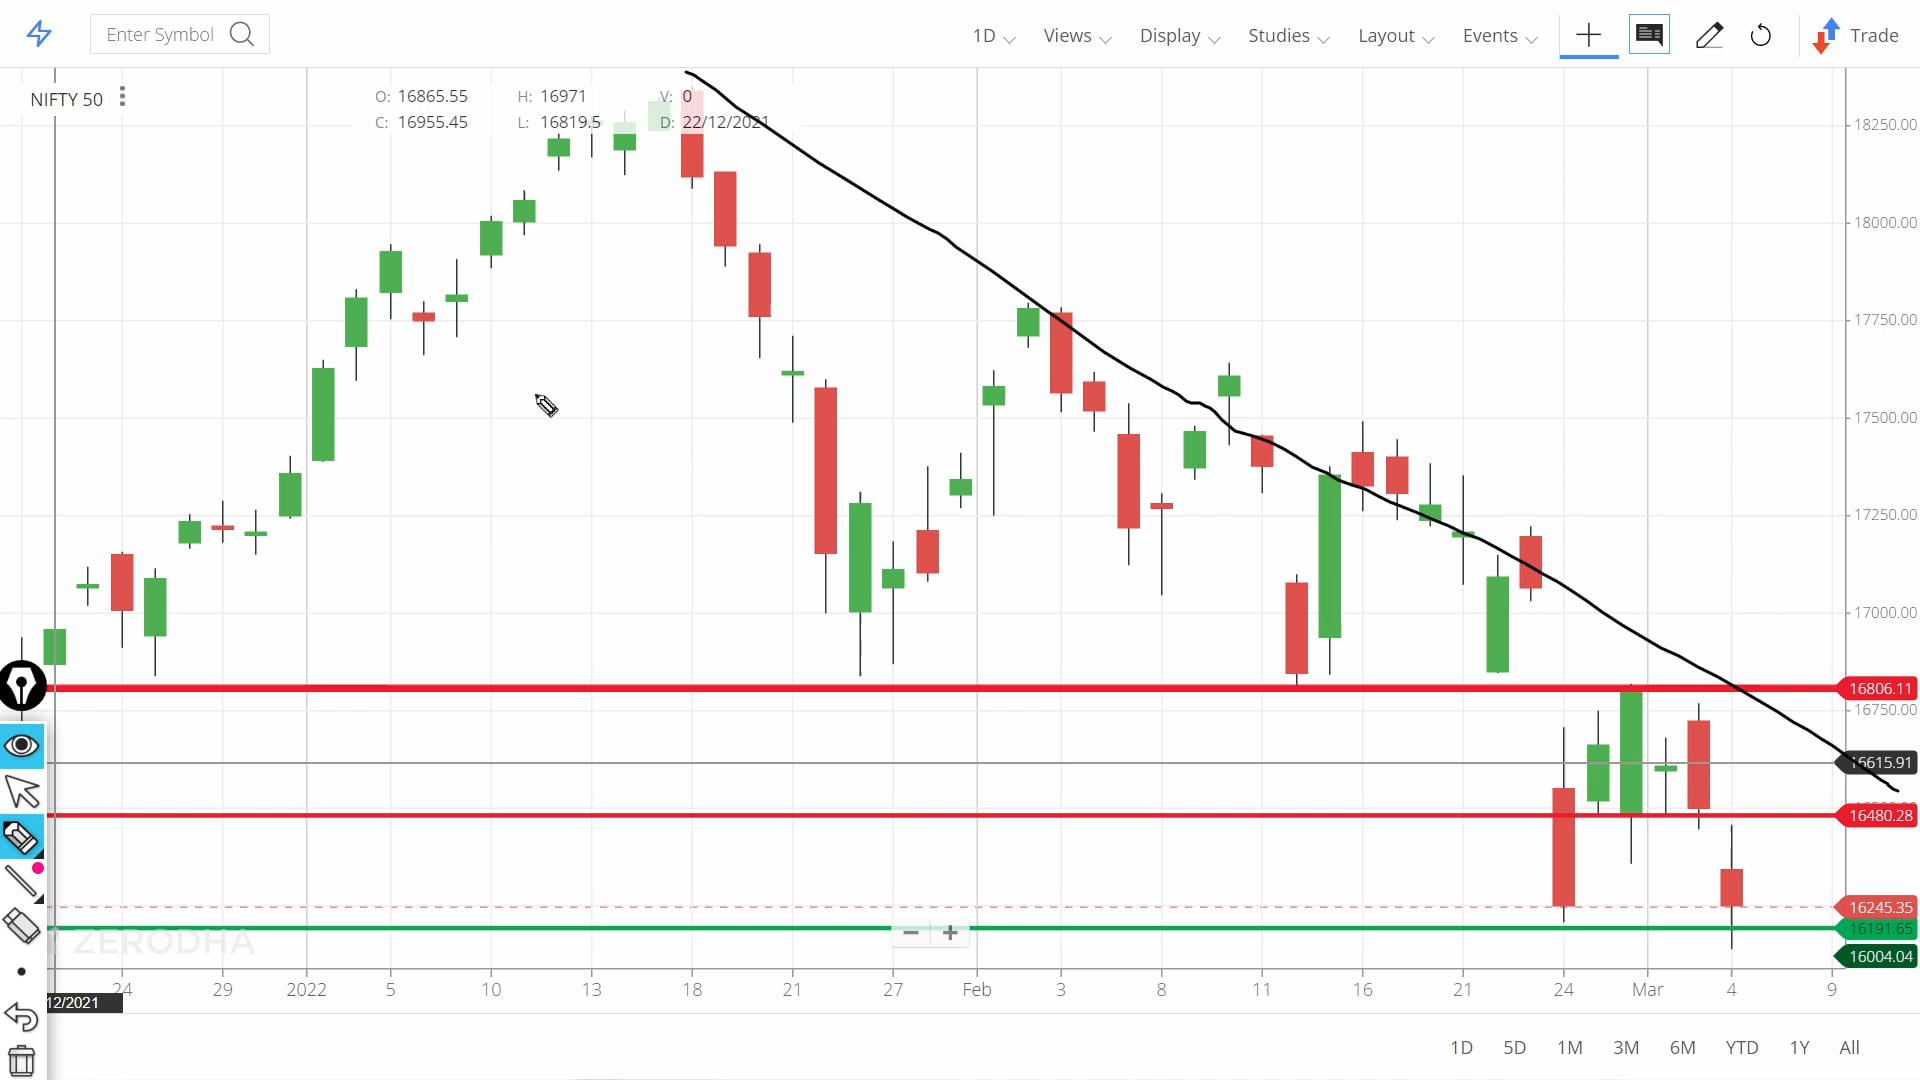 Enter Symbol
1D Views Display Studies Layout Events Trade
NIFTY 50
O: 16865.55 H: 16971 V: 0
C: 16955.45 L: 16819.5 D: 22/12/2021
18250.00
18000.00
17750.00
17500.00
17250.00
17000.00
16806.11
16750.00
16615.91
16480.28
16245.35
16191.65
16004.04
ZERODHA
− +
24 29 2022 5 10 13 18 21 27 Feb 3 8 11 16 21 24 Mar 4 9
12/2021
1D 5D 1M 3M 6M YTD 1Y All